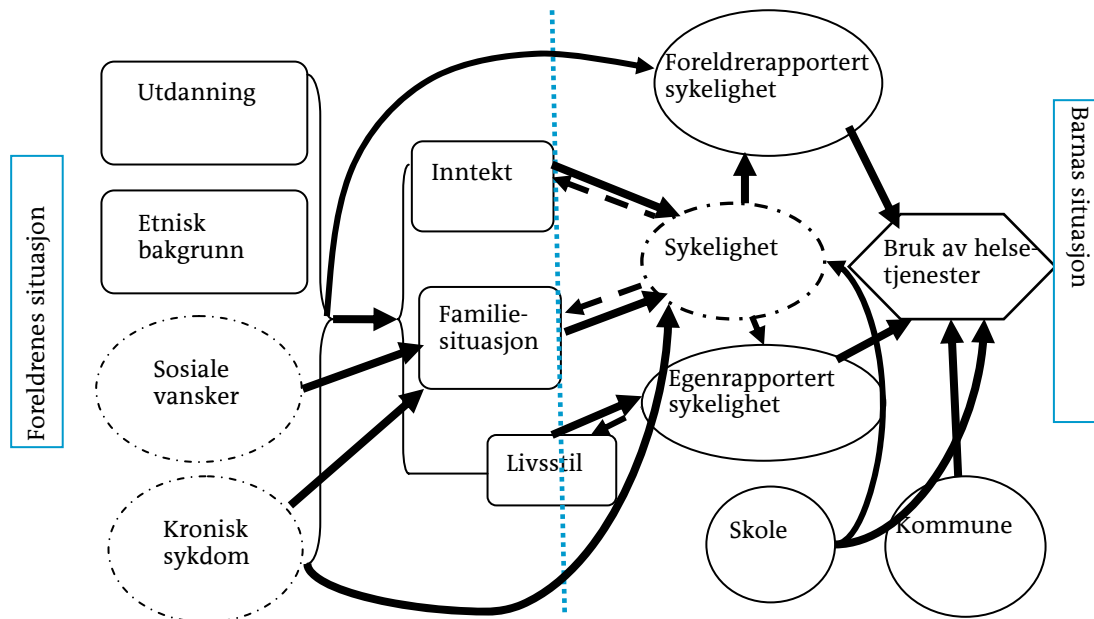 Foreldrenes situasjon
Utdanning
Etnisk
bakgrunn
Sosiale
vansker
Kronisk
sykdom
Inntekt
Familie-
situasjon
Livsstil
Foreldrerapportert
sykelighet
Sykelighet
Egenrapportert
sykelighet
Skole
Kommune
Bruk av helse-
tjenester
Barnas situasjon